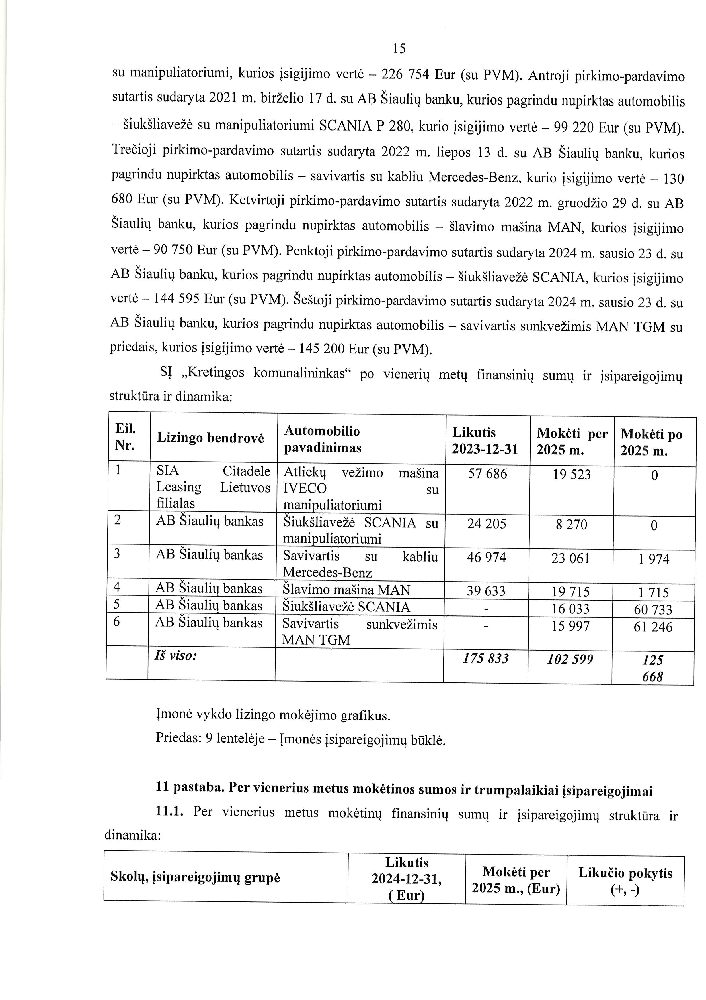 15
su manipuliatoriumi, kurios įsigijimo vertė – 226 754 Eur (su PVM). Antroji pirkimo-pardavimo
sutartis sudaryta 2021 m. birželio 17 d. su AB Šiaulių banku, kurios pagrindu nupirktas automobilis
– šiukšliavežė su manipuliatoriumi SCANIA P 280, kurio įsigijimo vertė – 99 220 Eur (su PVM).
Trečioji pirkimo-pardavimo sutartis sudaryta 2022 m. liepos 13 d. su AB Šiaulių banku, kurios
pagrindu nupirktas automobilis – savivartis su kabliu Mercedes-Benz, kurio įsigijimo vertė – 130
680 Eur (su PVM). Ketvirtoji pirkimo-pardavimo sutartis sudaryta 2022 m. gruodžio 29 d. su AB
Šiaulių banku, kurios pagrindu nupirktas automobilis – šlavimo mašina MAN, kurios įsigijimo
vertė – 90 750 Eur (su PVM). Penktoji pirkimo-pardavimo sutartis sudaryta 2024 m. sausio 23 d. su
AB Šiaulių banku, kurios pagrindu nupirktas automobilis – šiukšliavežė SCANIA, kurios įsigijimo
vertė – 144 595 Eur (su PVM). Šeštoji pirkimo-pardavimo sutartis sudaryta 2024 m. sausio 23 d. su
AB Šiaulių banku, kurios pagrindu nupirktas automobilis – savivartis sunkvežimis MAN TGM su
priedais, kurios įsigijimo vertė – 145 200 Eur (su PVM).
SĮ „Kretingos komunalininkas“ po vienerių metų finansinių sumų ir įsipareigojimų
struktūra ir dinamika:
Eil. Nr. Lizingo bendrovė Automobilio pavadinimas Likutis 2023-12-31 Mokėti per 2025 m. Mokėti po 2025 m.
1 SIA Citadele Atliekų vežimo mašina 57 686 19 523 0
Leasing Lietuvos IVECO su
filialas manipuliatoriumi
2 AB Šiaulių bankas Šiukšliavežė SCANIA su 24 205 8 270 0
manipuliatoriumi
3 AB Šiaulių bankas Savivartis su kabliu 46 974 23 061 1 974
Mercedes-Benz
4 AB Šiaulių bankas Šlavimo mašina MAN 39 633 19 715 1 715
5 AB Šiaulių bankas Šiukšliavežė SCANIA - 16 033 60 733
6 AB Šiaulių bankas Savivartis sunkvežimis - 15 997 61 246
MAN TGM
Iš viso: 175 833 102 599 125
668
Įmonė vykdo lizingo mokėjimo grafikus.
Priedas: 9 lentelėje – Įmonės įsipareigojimų būklė.
11 pastaba. Per vienerius metus mokėtinos sumos ir trumpalaikiai įsipareigojimai
11.1. Per vienerius metus mokėtinų finansinių sumų ir įsipareigojimų struktūra ir
dinamika:
Skolų, įsipareigojimų grupė Likutis 2024-12-31, ( Eur) Mokėti per 2025 m., (Eur) Likučio pokytis (+, -)